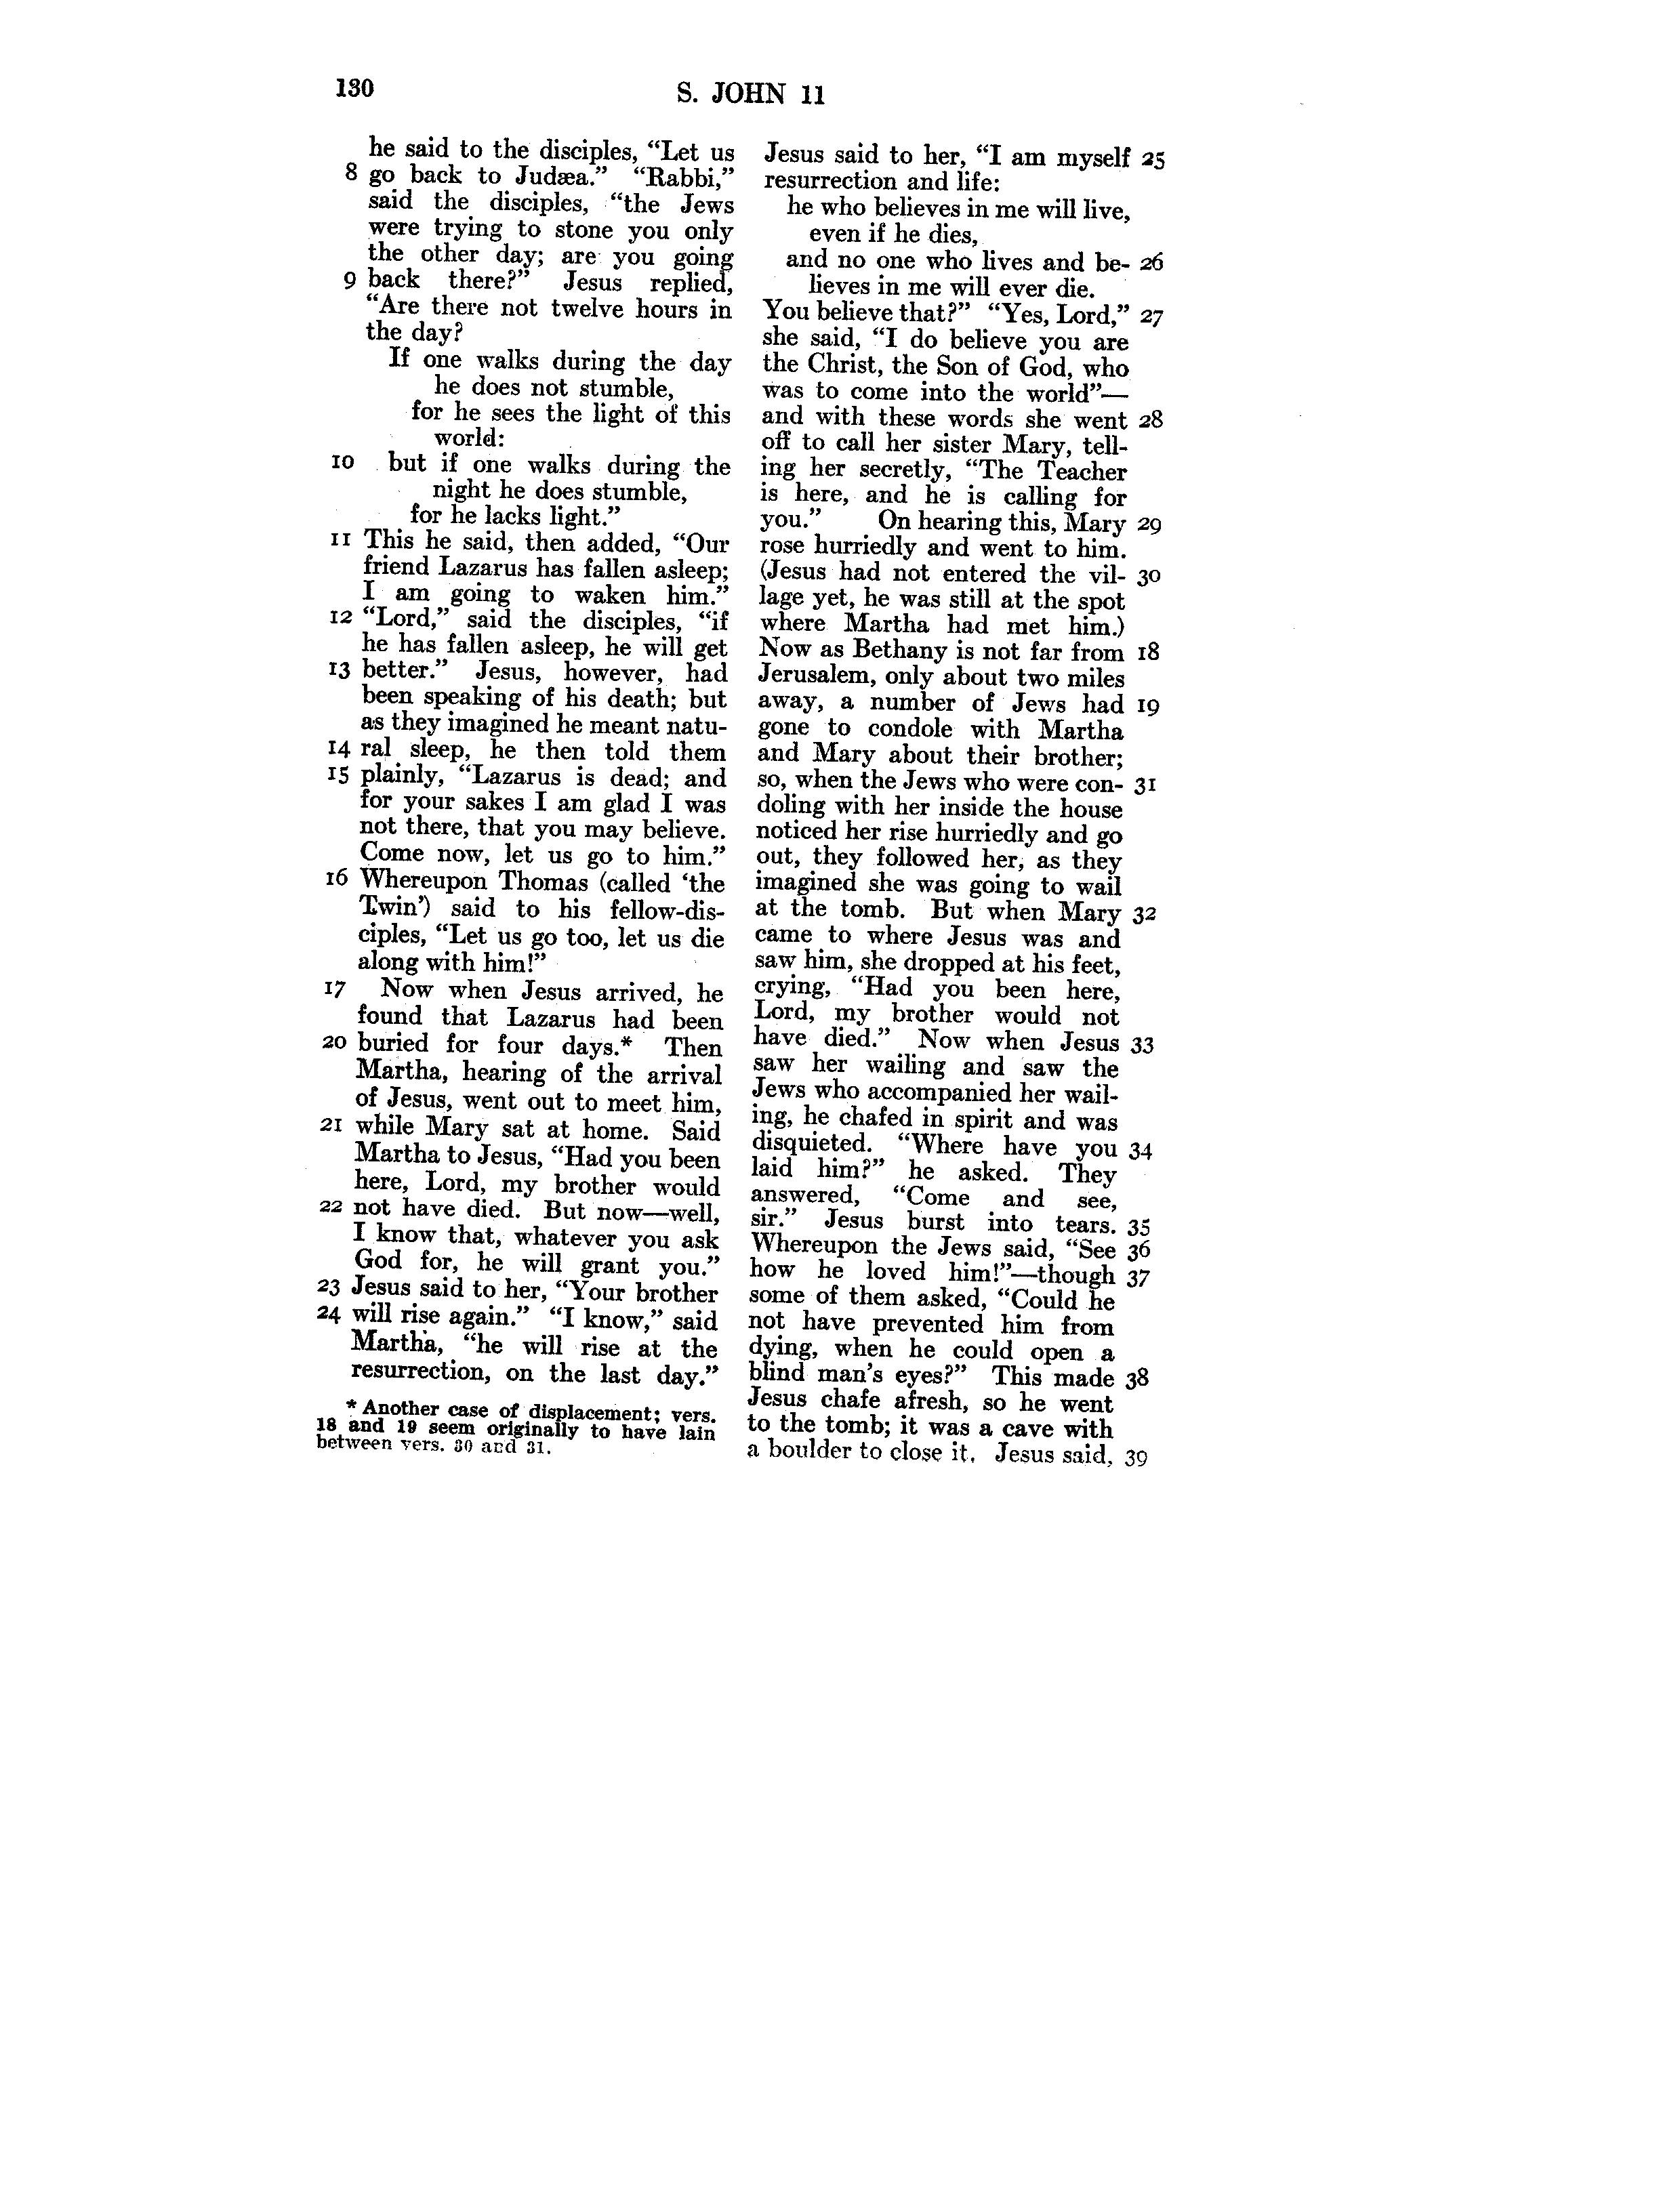 130
S. JOHN 11
he said to the disciples, “Let us
8 go back to Judæa.” “Rabbi,”
said the disciples, “the Jews
were trying to stone you only
the other day; are you going
9 back there?” Jesus replied,
“Are there not twelve hours in
the day?
If one walks during the day
he does not stumble,
for he sees the light of this
world:
10 but if one walks during the
night he does stumble,
for he lacks light.”
11 This he said, then added, “Our
friend Lazarus has fallen asleep;
I am going to waken him.”
12 “Lord,” said the disciples, “if
he has fallen asleep, he will get
13 better.” Jesus, however, had
been speaking of his death; but
as they imagined he meant natu-
14 ral sleep, he then told them
15 plainly, “Lazarus is dead; and
for your sakes I am glad I was
not there, that you may believe.
Come now, let us go to him.”
16 Whereupon Thomas (called ‘the
Twin’) said to his fellow-dis-
ciples, “Let us go too, let us die
along with him!”
17 Now when Jesus arrived, he
found that Lazarus had been
20 buried for four days.* Then
Martha, hearing of the arrival
of Jesus, went out to meet him,
21 while Mary sat at home. Said
Martha to Jesus, “Had you been
here, Lord, my brother would
22 not have died. But now—well,
I know that, whatever you ask
God for, he will grant you.”
23 Jesus said to her, “Your brother
24 will rise again.” “I know,” said
Martha, “he will rise at the
resurrection, on the last day.”
* Another case of displacement; vers.
18 and 19 seem originally to have lain
between vers. 30 and 31.
Jesus said to her, “I am myself 25
resurrection and life:
he who believes in me will live,
even if he dies,
and no one who lives and be- 26
lieves in me will ever die.
You believe that?” “Yes, Lord,” 27
she said, “I do believe you are
the Christ, the Son of God, who
was to come into the world”—
and with these words she went 28
off to call her sister Mary, tell-
ing her secretly, “The Teacher
is here, and he is calling for
you.” On hearing this, Mary 29
rose hurriedly and went to him.
(Jesus had not entered the vil- 30
lage yet, he was still at the spot
where Martha had met him.)
Now as Bethany is not far from 18
Jerusalem, only about two miles
away, a number of Jews had 19
gone to condole with Martha
and Mary about their brother;
so, when the Jews who were con- 31
doling with her inside the house
noticed her rise hurriedly and go
out, they followed her, as they
imagined she was going to wail
at the tomb. But when Mary 32
came to where Jesus was and
saw him, she dropped at his feet,
crying, “Had you been here,
Lord, my brother would not
have died.” Now when Jesus 33
saw her wailing and saw the
Jews who accompanied her wail-
ing, he chafed in spirit and was
disquieted. “Where have you 34
laid him?” he asked. They
answered, “Come and see,
sir.” Jesus burst into tears. 35
Whereupon the Jews said, “See 36
how he loved him!”—though 37
some of them asked, “Could he
not have prevented him from
dying, when he could open a
blind man’s eyes?” This made 38
Jesus chafe afresh, so he went
to the tomb; it was a cave with
a boulder to close it. Jesus said, 39